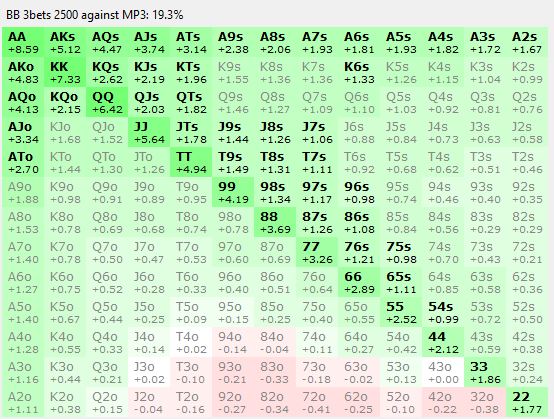 BB 3bets 2500 against MP3: 19.3%
AA AKs AQs AJs ATs A9s A8s A7s A6s A5s A4s A3s A2s
+8.59 +5.12 +4.47 +3.74 +3.14 +2.38 +2.06 +1.93 +1.81 +1.93 +1.82 +1.72 +1.67
AKo KK KQs KJs KTs K9s K8s K7s K6s K5s K4s K3s K2s
+4.83 +7.33 +2.62 +2.19 +1.96 +1.55 +1.36 +1.36 +1.33 +1.26 +1.15 +1.04 +0.99
AQo KQo QQ QJs QTs Q9s Q8s Q7s Q6s Q5s Q4s Q3s Q2s
+4.13 +2.15 +6.42 +2.03 +1.82 +1.46 +1.27 +1.09 +1.10 +1.03 +0.92 +0.81 +0.76
AJo KJo QJo JJ JTs J9s J8s J7s J6s J5s J4s J3s J2s
+3.34 +1.68 +1.52 +5.64 +1.78 +1.44 +1.26 +1.06 +0.88 +0.84 +0.73 +0.63 +0.58
ATo KTo QTo JTo TT T9s T8s T7s T6s T5s T4s T3s T2s
+2.70 +1.44 +1.30 +1.26 +4.94 +1.49 +1.31 +1.11 +0.92 +0.68 +0.62 +0.51 +0.46
A9o K9o Q9o J9o T9o 99 98s 97s 96s 95s 94s 93s 92s
+1.88 +0.98 +0.91 +0.89 +0.95 +4.19 +1.34 +1.17 +0.98 +0.74 +0.46 +0.40 +0.35
A8o K8o Q8o J8o T8o 98o 88 87s 86s 85s 84s 83s 82s
+1.53 +0.78 +0.69 +0.68 +0.74 +0.78 +3.69 +1.26 +1.08 +0.84 +0.56 +0.29 +0.29
A7o K7o Q7o J7o T7o 97o 87o 77 76s 75s 74s 73s 72s
+1.40 +0.78 +0.50 +0.47 +0.53 +0.60 +0.69 +3.26 +1.21 +0.98 +0.70 +0.43 +0.21
A6o K6o Q6o J6o T6o 96o 86o 76o 66 65s 64s 63s 62s
+1.27 +0.75 +0.52 +0.28 +0.33 +0.40 +0.51 +0.64 +2.89 +1.11 +0.85 +0.58 +0.36
A5o K5o Q5o J5o T5o 95o 85o 75o 65o 55 54s 53s 52s
+1.40 +0.67 +0.44 +0.25 +0.09 +0.15 +0.25 +0.40 +0.55 +2.52 +0.99 +0.72 +0.50
A4o K4o Q4o J4o T4o 94o 84o 74o 64o 54o 44 43s 42s
+1.28 +0.55 +0.33 +0.14 +0.02 -0.14 -0.04 +0.11 +0.27 +0.42 +2.12 +0.59 +0.38
A3o K3o Q3o J3o T3o 93o 83o 73o 63o 53o 43o 33 32s
+1.16 +0.44 +0.21 +0.02 -0.10 -0.21 -0.33 -0.18 -0.02 +0.13 +0.00 +1.86 +0.24
A2o K2o Q2o J2o T2o 92o 82o 72o 62o 52o 42o 32o 22
+1.11 +0.38 +0.15 -0.04 -0.16 -0.27 -0.34 -0.41 -0.25 -0.10 -0.22 -0.38 +1.77